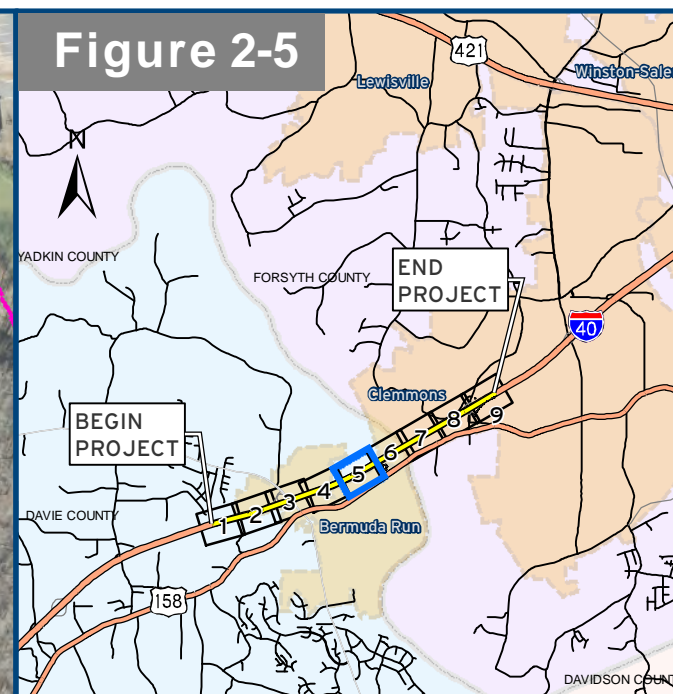 Figure 2-5
421
Lewisville
Winston-Sale
N
YADKIN COUNTY
FORSYTH COUNTY
END
PROJECT
40
Clemmons
BEGIN
PROJECT
1
2
3
4
5
6
7
8
9
DAVIE COUNTY
Bermuda Run
158
DAVIDSON COUNT